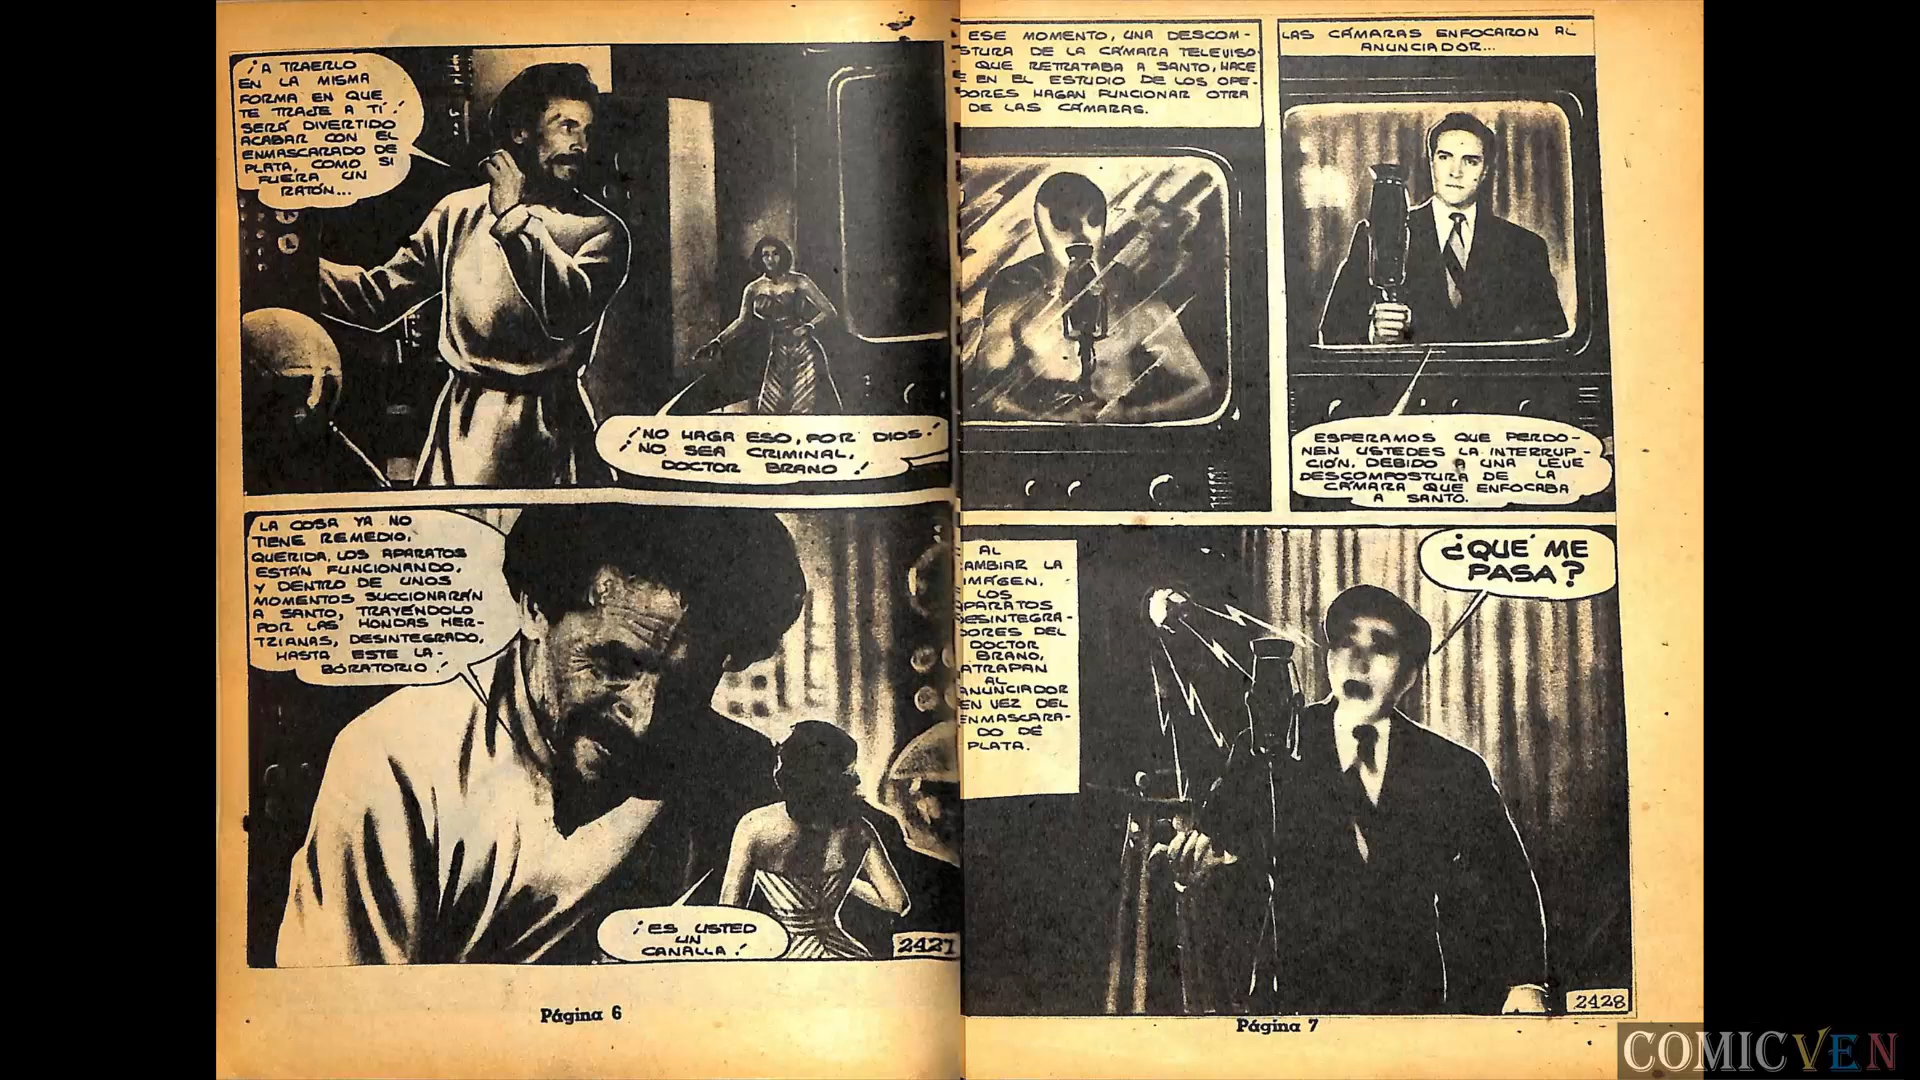 ¡A TRAERLO
EN LA MISMA
FORMA EN QUE
TE TRAJE A TÍ!
SERÁ DIVERTIDO
ACABAR CON EL
ENMASCARADO DE
PLATA, COMO SI
FUERA UN
RATÓN...
¡NO HAGA ESO, POR DIOS!
¡NO SEA CRIMINAL,
DOCTOR BRANO!
LA COSA YA NO
TIENE REMEDIO,
QUERIDA, LOS APARATOS
ESTÁN FUNCIONANDO,
Y DENTRO DE UNOS
MOMENTOS SUCCIONARÁN
A SANTO, TRAYÉNDOLO
POR LAS HONDAS HER-
TZIANAS, DESINTEGRADO,
HASTA ESTE LA-
BORATORIO!
¡ES USTED
UN
CANALLA!
2427
Página 6
ESE MOMENTO, UNA DESCOM-
STURA DE LA CÁMARA TELEVISO
QUE RETRATABA A SANTO, HACE
E EN EL ESTUDIO DE LOS OPE-
DORES HAGAN FUNCIONAR OTRA
DE LAS CÁMARAS.
LAS CÁMARAS ENFOCARON AL
ANUNCIADOR...
ESPERAMOS QUE PERDO-
NEN USTEDES LA INTERRUP-
CIÓN, DEBIDO A UNA LEVE
DESCOMPOSTURA DE LA
CÁMARA QUE ENFOCABA
A SANTO.
AL
AMBIAR LA
IMÁGEN,
LOS
APARATOS
DESINTEGRA-
DORES DEL
DOCTOR
BRANO,
ATRAPAN
AL
ANUNCIADOR
EN VEZ DEL
ENMASCARA-
DO DE
PLATA.
¿QUÉ ME
PASA?
2428
Página 7
COMICVEN